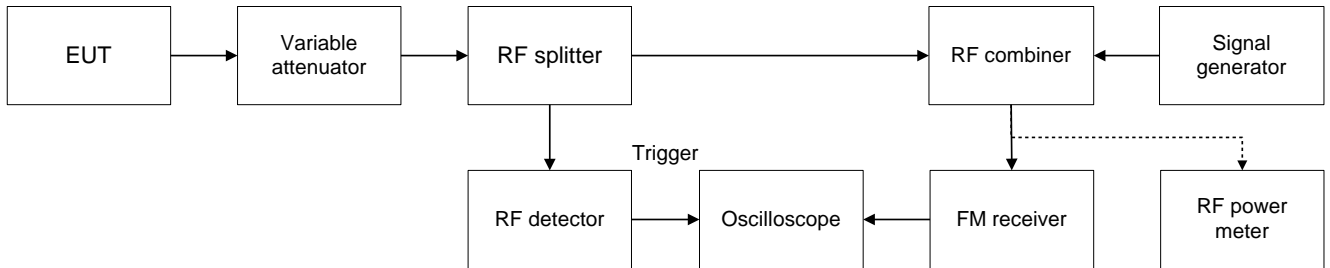 EUT
Variable
attenuator
RF splitter
RF combiner
Signal
generator
Trigger
RF detector
Oscilloscope
FM receiver
RF power
meter